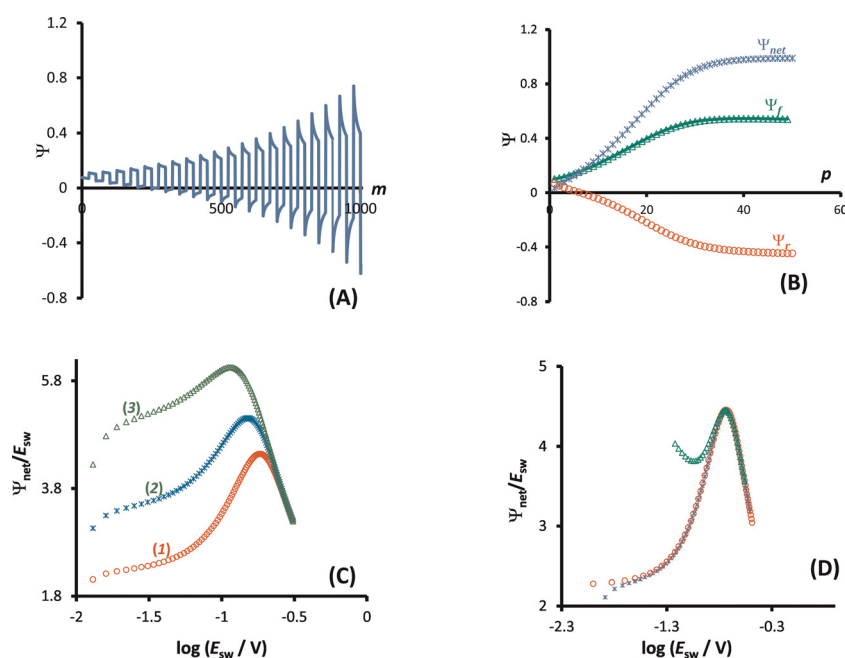 1.2
0.8
0.4
0
-0.4
-0.8
Ψ
0
500
1000
m
(A)
1.2
0.8
0.4
0
-0.4
-0.8
Ψ
0
20
40
60
p
Ψnet
Ψf
Ψr
(B)
5.8
3.8
1.8
Ψnet/Esw
(3)
(2)
(1)
(C)
-2
-1.5
-1
-0.5
0
log (Esw / V)
5
4
3
2
Ψnet/Esw
(D)
-2.3
-1.3
-0.3
log (Esw / V)